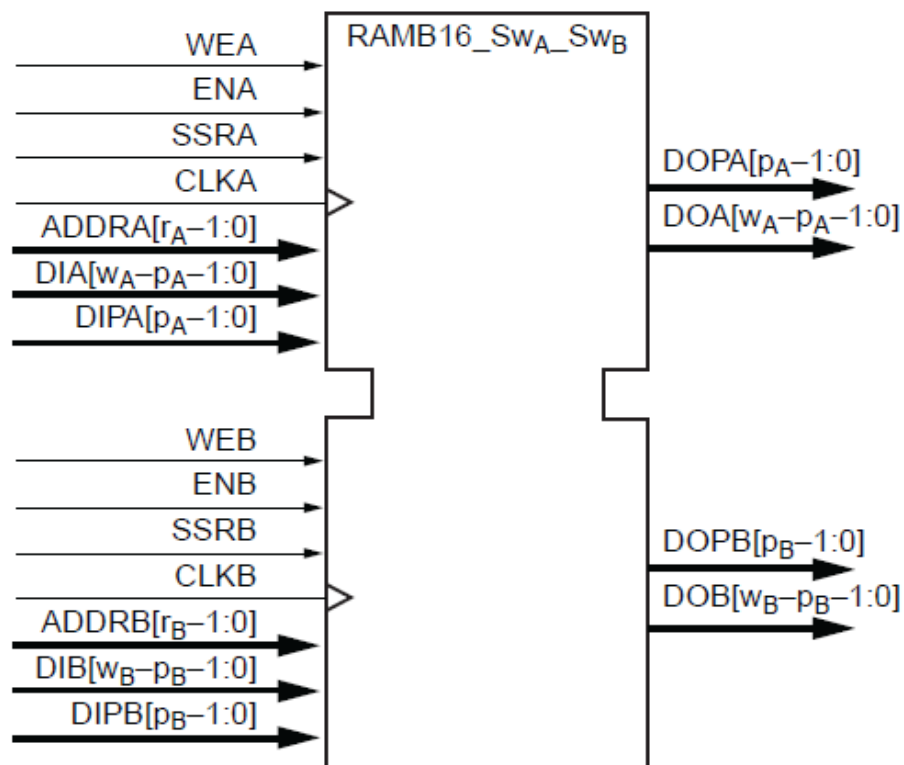 RAMB16_SwA_SwB
WEA
ENA
SSRA
CLKA
ADDRA[rA–1:0]
DIA[wA–pA–1:0]
DIPA[pA–1:0]
DOPA[pA–1:0]
DOA[wA–pA–1:0]
WEB
ENB
SSRB
CLKB
ADDRB[rB–1:0]
DIB[wB–pB–1:0]
DIPB[pB–1:0]
DOPB[pB–1:0]
DOB[wB–pB–1:0]